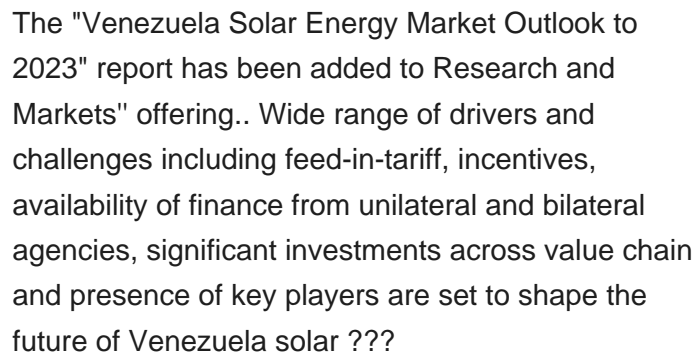 The "Venezuela Solar Energy Market Outlook to
2023" report has been added to Research and
Markets" offering.. Wide range of drivers and
challenges including feed-in-tariff, incentives,
availability of finance from unilateral and bilateral
agencies, significant investments across value chain
and presence of key players are set to shape the
future of Venezuela solar ???